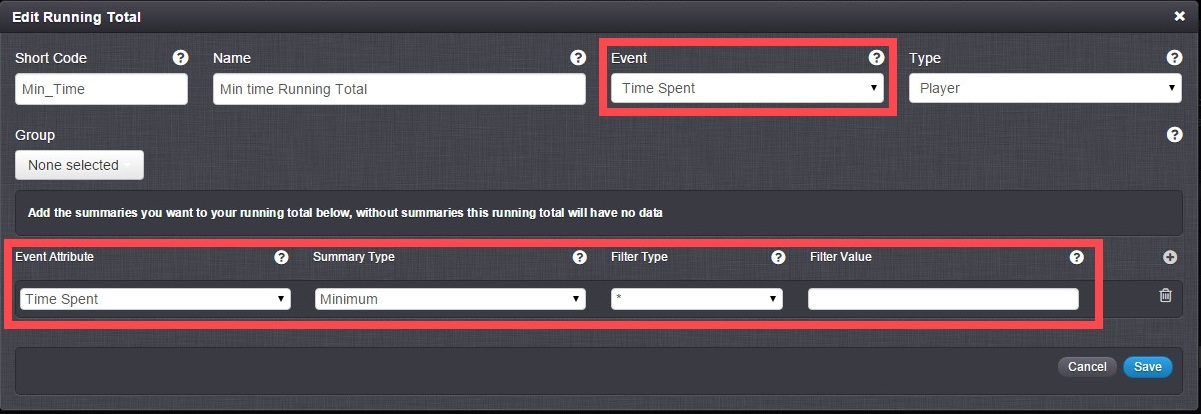 Edit Running Total
Short Code Name Event Type
Min_Time Min time Running Total Time Spent Player
Group
None selected
Add the summaries you want to your running total below, without summaries this running total will have no data
Event Attribute Summary Type Filter Type Filter Value
Time Spent Minimum *
Cancel Save